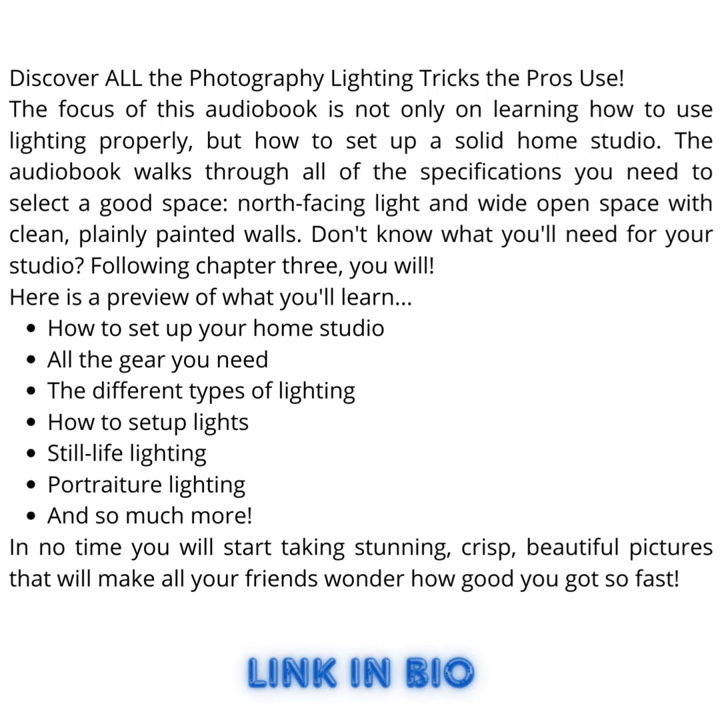 Discover ALL the Photography Lighting Tricks the Pros Use!
The focus of this audiobook is not only on learning how to use
lighting properly, but how to set up a solid home studio. The
audiobook walks through all of the specifications you need to
select a good space: north-facing light and wide open space with
clean, plainly painted walls. Don't know what you'll need for your
studio? Following chapter three, you will!
Here is a preview of what you'll learn...
• How to set up your home studio
• All the gear you need
• The different types of lighting
• How to setup lights
• Still-life lighting
• Portraiture lighting
• And so much more!
In no time you will start taking stunning, crisp, beautiful pictures
that will make all your friends wonder how good you got so fast!
LINK IN BIO